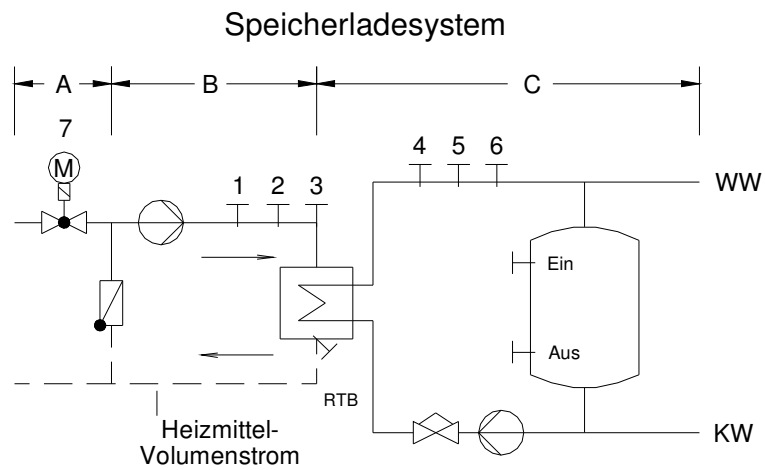 Speicherladesystem
A B C
7
M
1 2 3
4 5 6
WW
Ein
Aus
RTB
KW
Heizmittel-
Volumenstrom